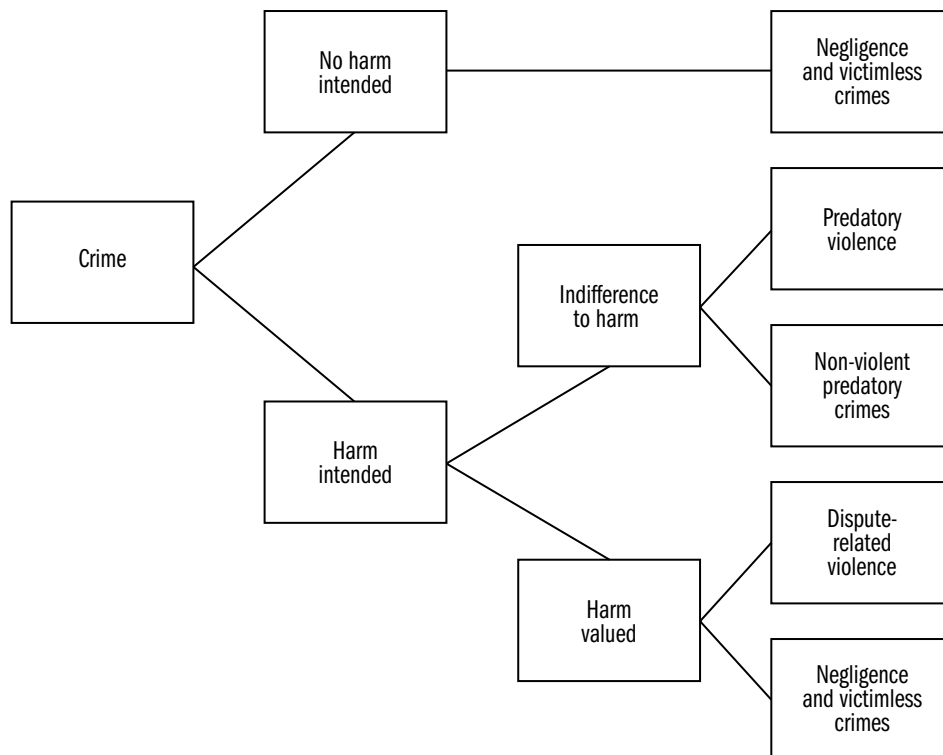 No harm
intended
Negligence
and victimless
crimes
Crime
Predatory
violence
Indifference
to harm
Non-violent
predatory
crimes
Harm
intended
Dispute-
related
violence
Harm
valued
Negligence
and victimless
crimes